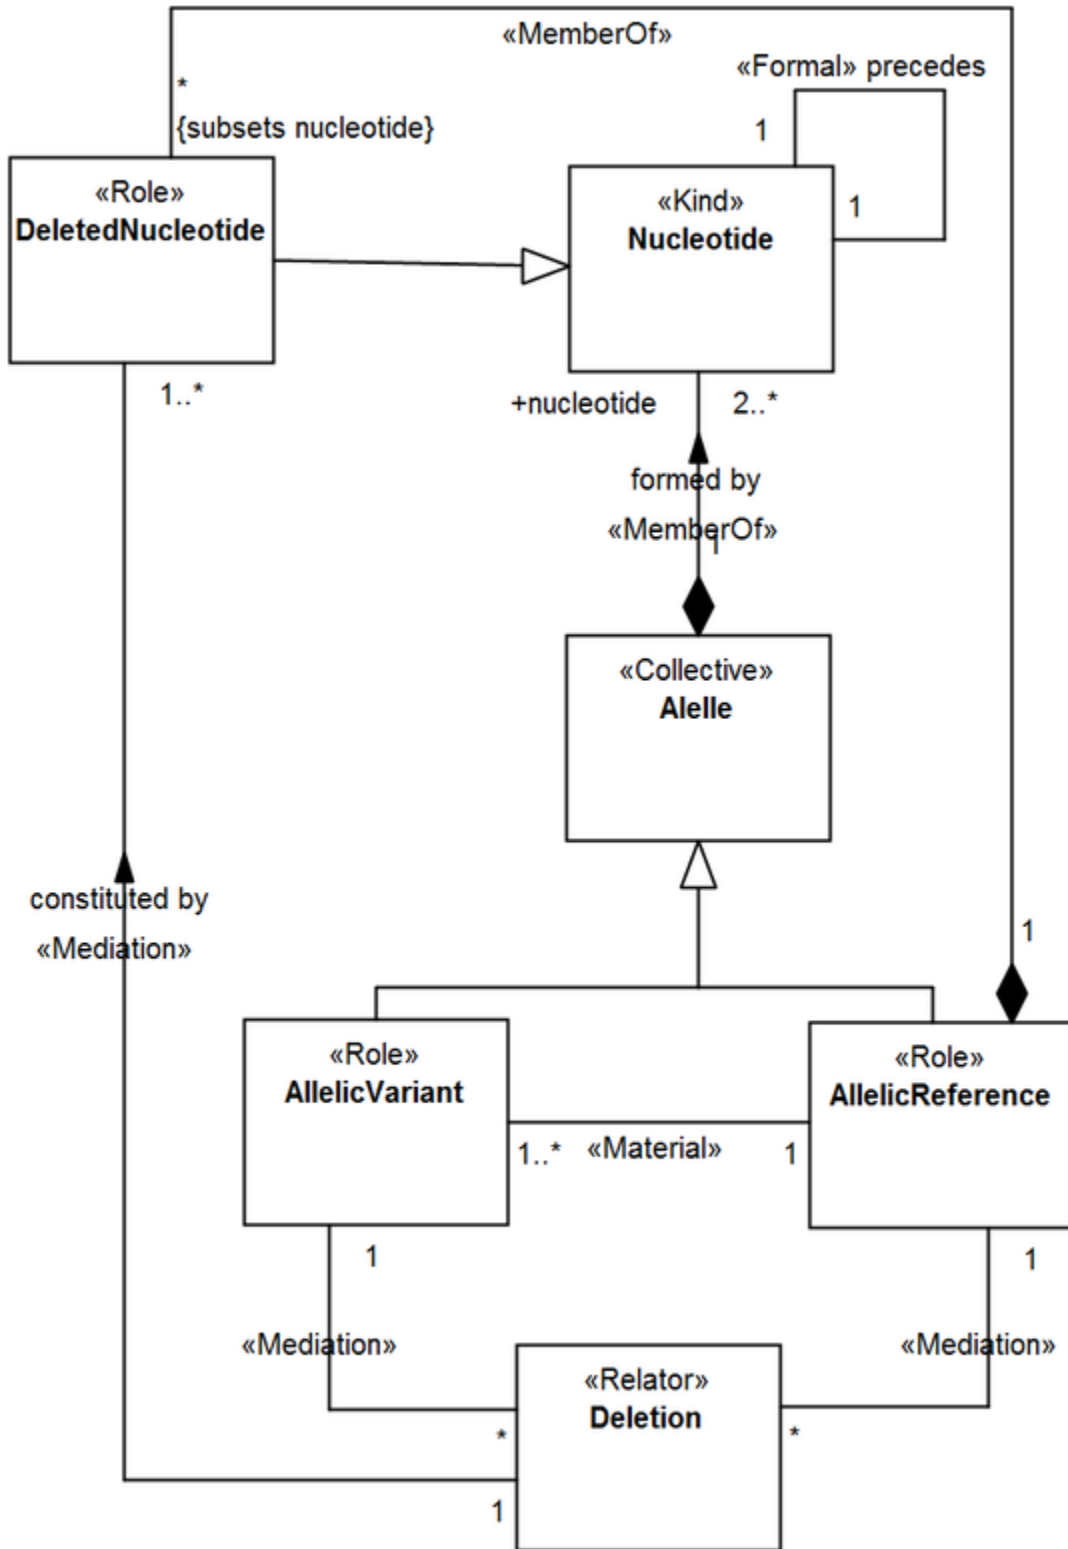 «MemberOf»
«Formal» precedes
*
{subsets nucleotide}
1
1
«Role»
DeletedNucleotide
«Kind»
Nucleotide
1..*
+nucleotide
2..*
formed by
«MemberOf»
1
«Collective»
Alelle
constituted by
«Mediation»
1
«Role»
AllelicVariant
«Role»
AllelicReference
1..*
«Material»
1
1
1
«Mediation»
«Mediation»
«Relator»
Deletion
*
*
1